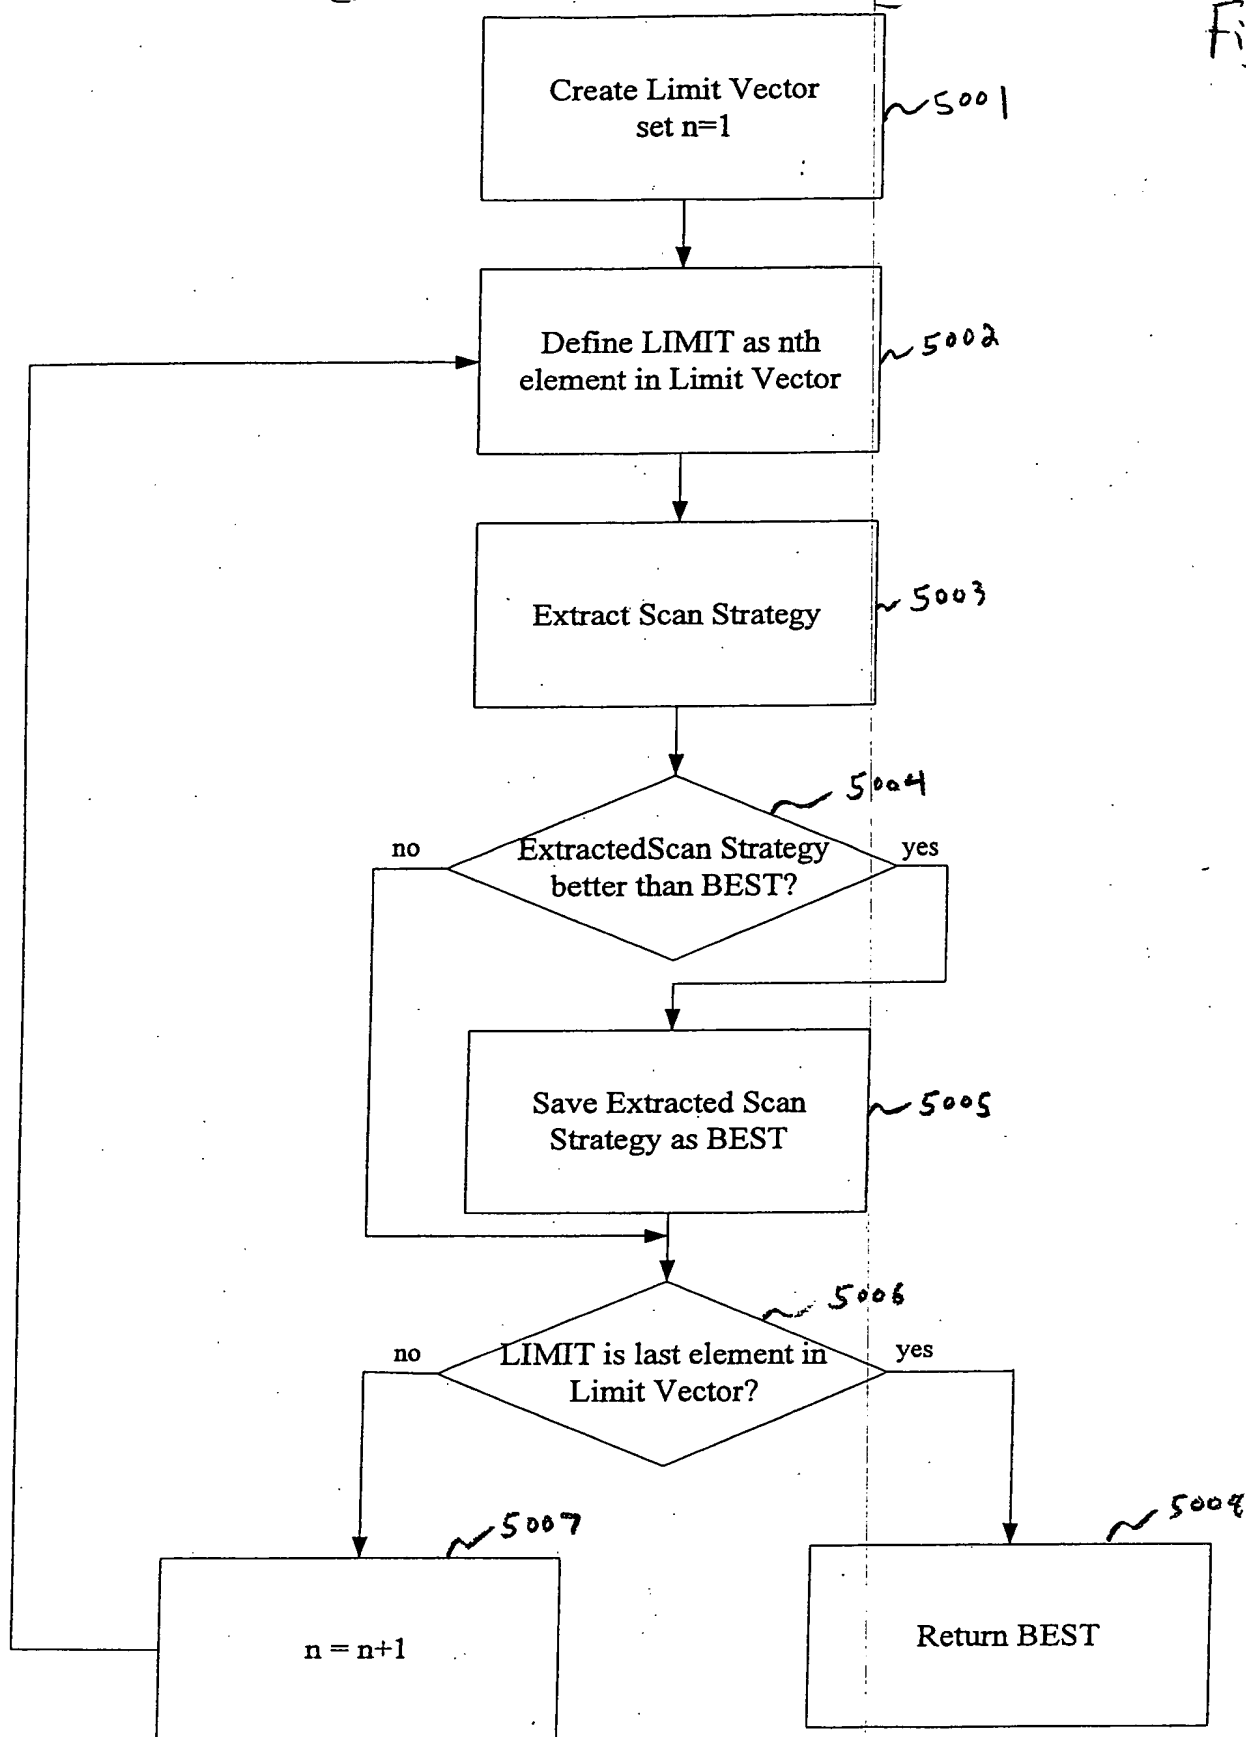 Create Limit Vector
set n=1
5001
Define LIMIT as nth
element in Limit Vector
5002
Extract Scan Strategy
5003
5004
no
ExtractedScan Strategy
better than BEST?
yes
Save Extracted Scan
Strategy as BEST
5005
5006
no
LIMIT is last element in
Limit Vector?
yes
5007
n = n+1
Return BEST